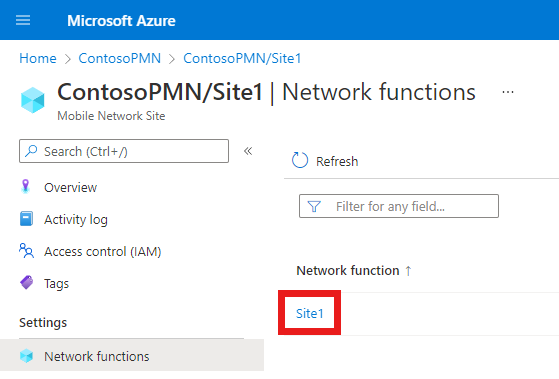 Microsoft Azure
Home > ContosoPMN > ContosoPMN/Site1
ContosoPMN/Site1 | Network functions ...
Mobile Network Site
Search (Ctrl+/) «
Refresh
Overview
Filter for any field...
Activity log
Access control (IAM)
Network function ↑
Tags
Site1
Settings
Network functions